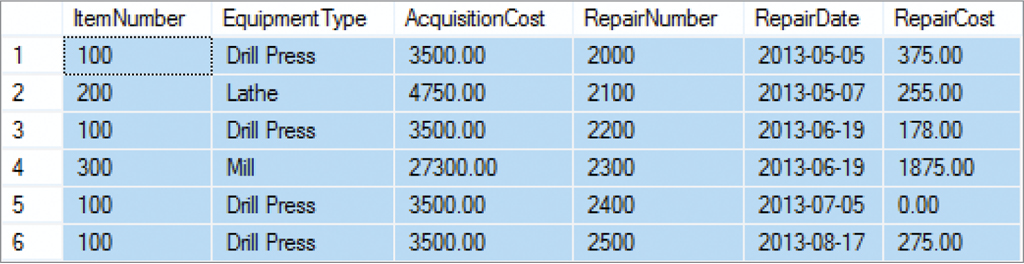 ItemNumber EquipmentType AcquisitionCost RepairNumber RepairDate RepairCost
1 100 Drill Press 3500.00 2000 2013-05-05 375.00
2 200 Lathe 4750.00 2100 2013-05-07 255.00
3 100 Drill Press 3500.00 2200 2013-06-19 178.00
4 300 Mill 27300.00 2300 2013-06-19 1875.00
5 100 Drill Press 3500.00 2400 2013-07-05 0.00
6 100 Drill Press 3500.00 2500 2013-08-17 275.00